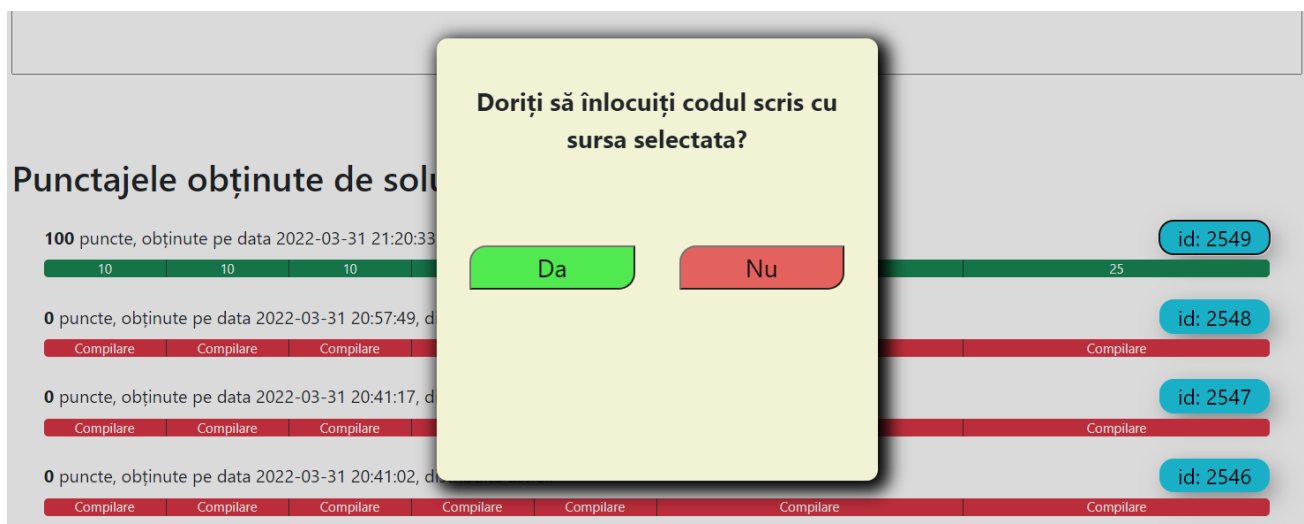 Doriți să înlocuiți codul scris cu
sursa selectata?
Da
Nu
Punctajele obținute de
100 puncte, obținute pe data 2022-03-31 21:20:33
id: 2549
10 10 10 25
0 puncte, obținute pe data 2022-03-31 20:57:49,
id: 2548
Compilare Compilare Compilare Compilare
0 puncte, obținute pe data 2022-03-31 20:41:17,
id: 2547
Compilare Compilare Compilare Compilare
0 puncte, obținute pe data 2022-03-31 20:41:02,
id: 2546
Compilare Compilare Compilare Compilare Compilare Compilare Compilare